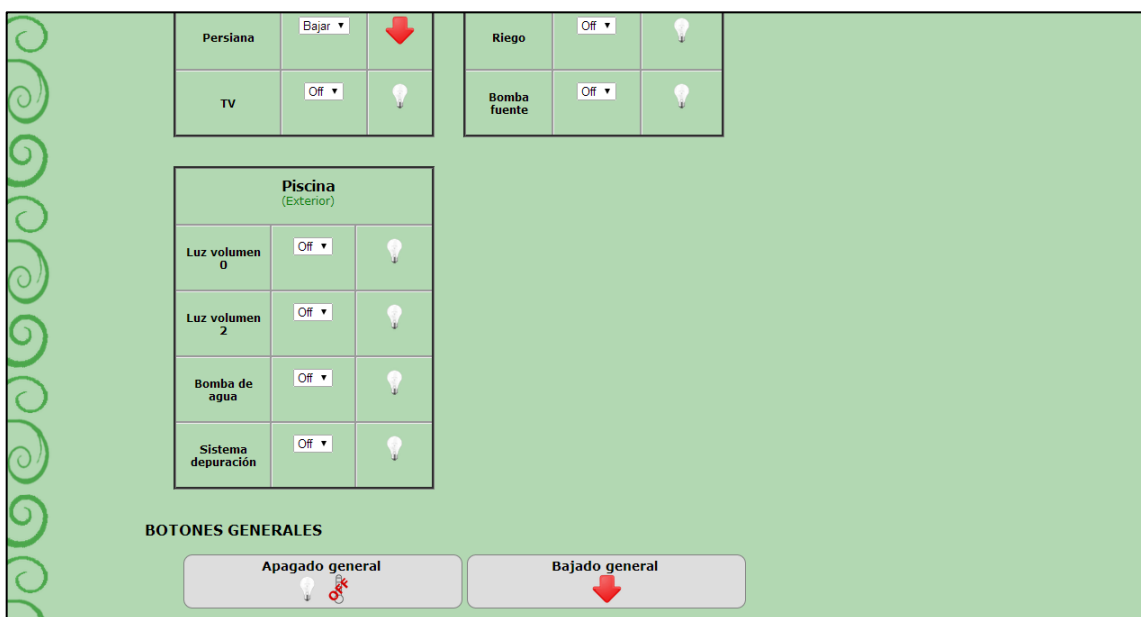 Persiana
Bajar
TV
Off
Riego
Off
Bomba
fuente
Off
Piscina
(Exterior)
Luz volumen
0
Off
Luz volumen
2
Off
Bomba de
agua
Off
Sistema
depuración
Off
BOTONES GENERALES
Apagado general
OFF
Bajado general